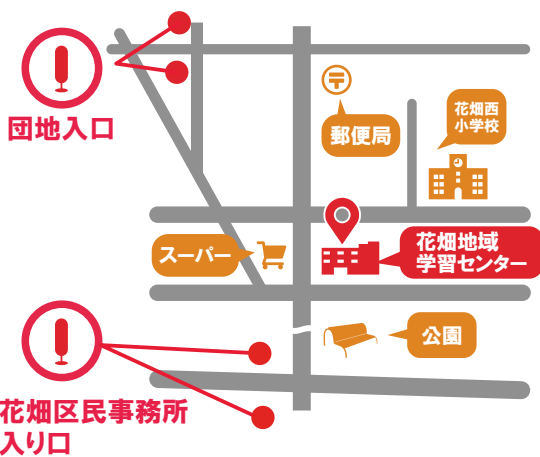 団地入口
郵便局
花畑西
小学校
スーパー
花畑地域
学習センター
公園
花畑区民事務所
入り口